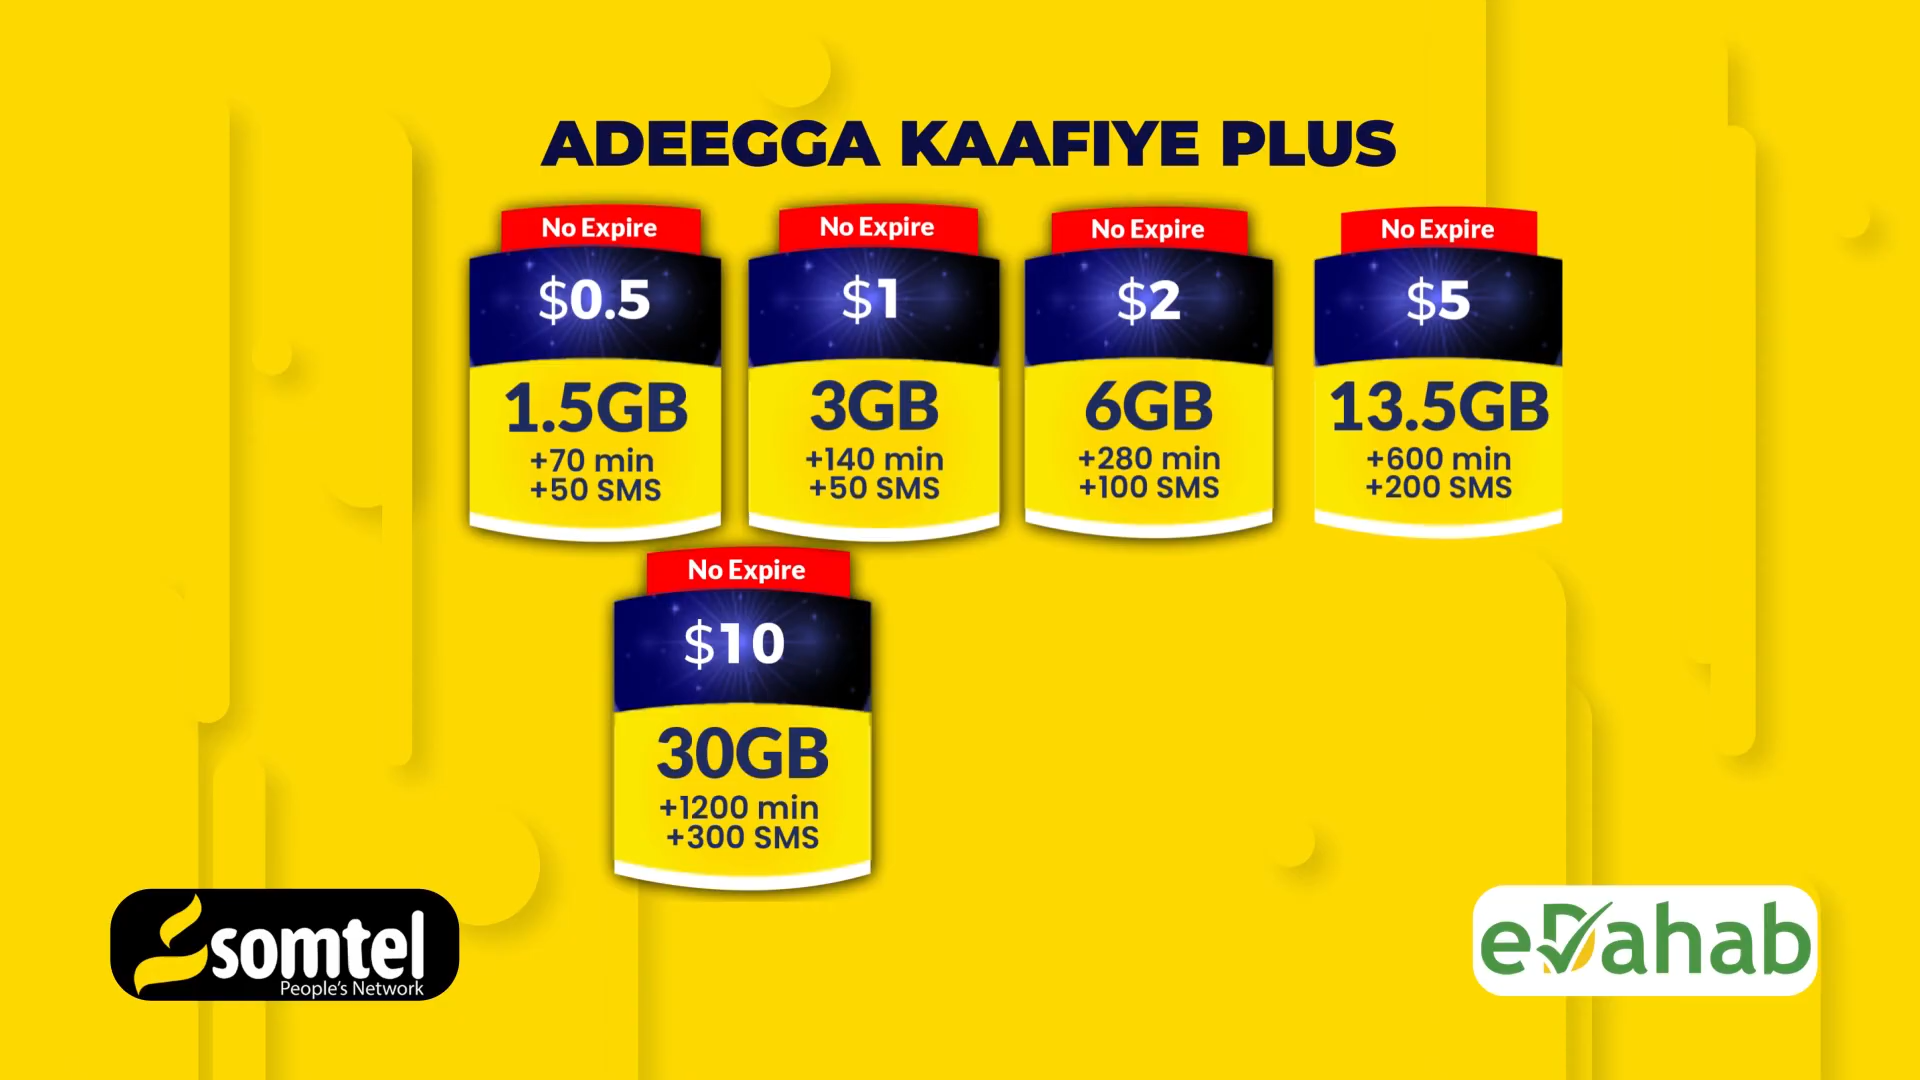 ADEEGGA KAAFIYE PLUS
No Expire
$0.5
1.5GB
+70 min
+50 SMS
No Expire
$1
3GB
+140 min
+50 SMS
No Expire
$2
6GB
+280 min
+100 SMS
No Expire
$5
13.5GB
+600 min
+200 SMS
No Expire
$10
30GB
+1200 min
+300 SMS
somtel
People's Network
eDahab